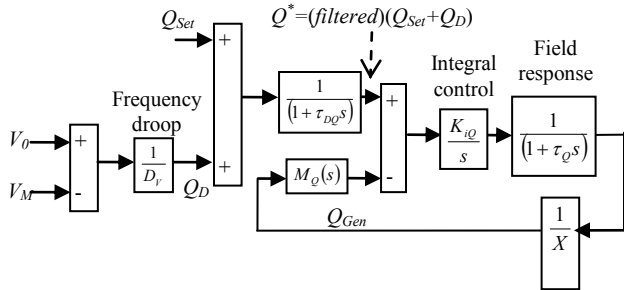 Q_Set
Q^*=(filtered)(Q_Set+Q_D)
Frequency droop
Integral control
Field response
V_0
V_M
+
-
1/D_V
Q_D
+
+
1/(1+τ_DQ s)
+
-
K_iQ/s
1/(1+τ_Q s)
M_Q(s)
Q_Gen
1/X